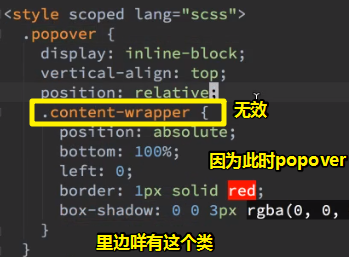 <style scoped lang="scss">
.popover {
display: inline-block;
vertical-align: top;
position: relative;
.content-wrapper { 无效
position: absolute;
bottom: 100%; 因为此时popover
left: 0;
border: 1px solid red;
box-shadow: 0 0 3px rgba(0, 0,
}
} 里边咩有这个类